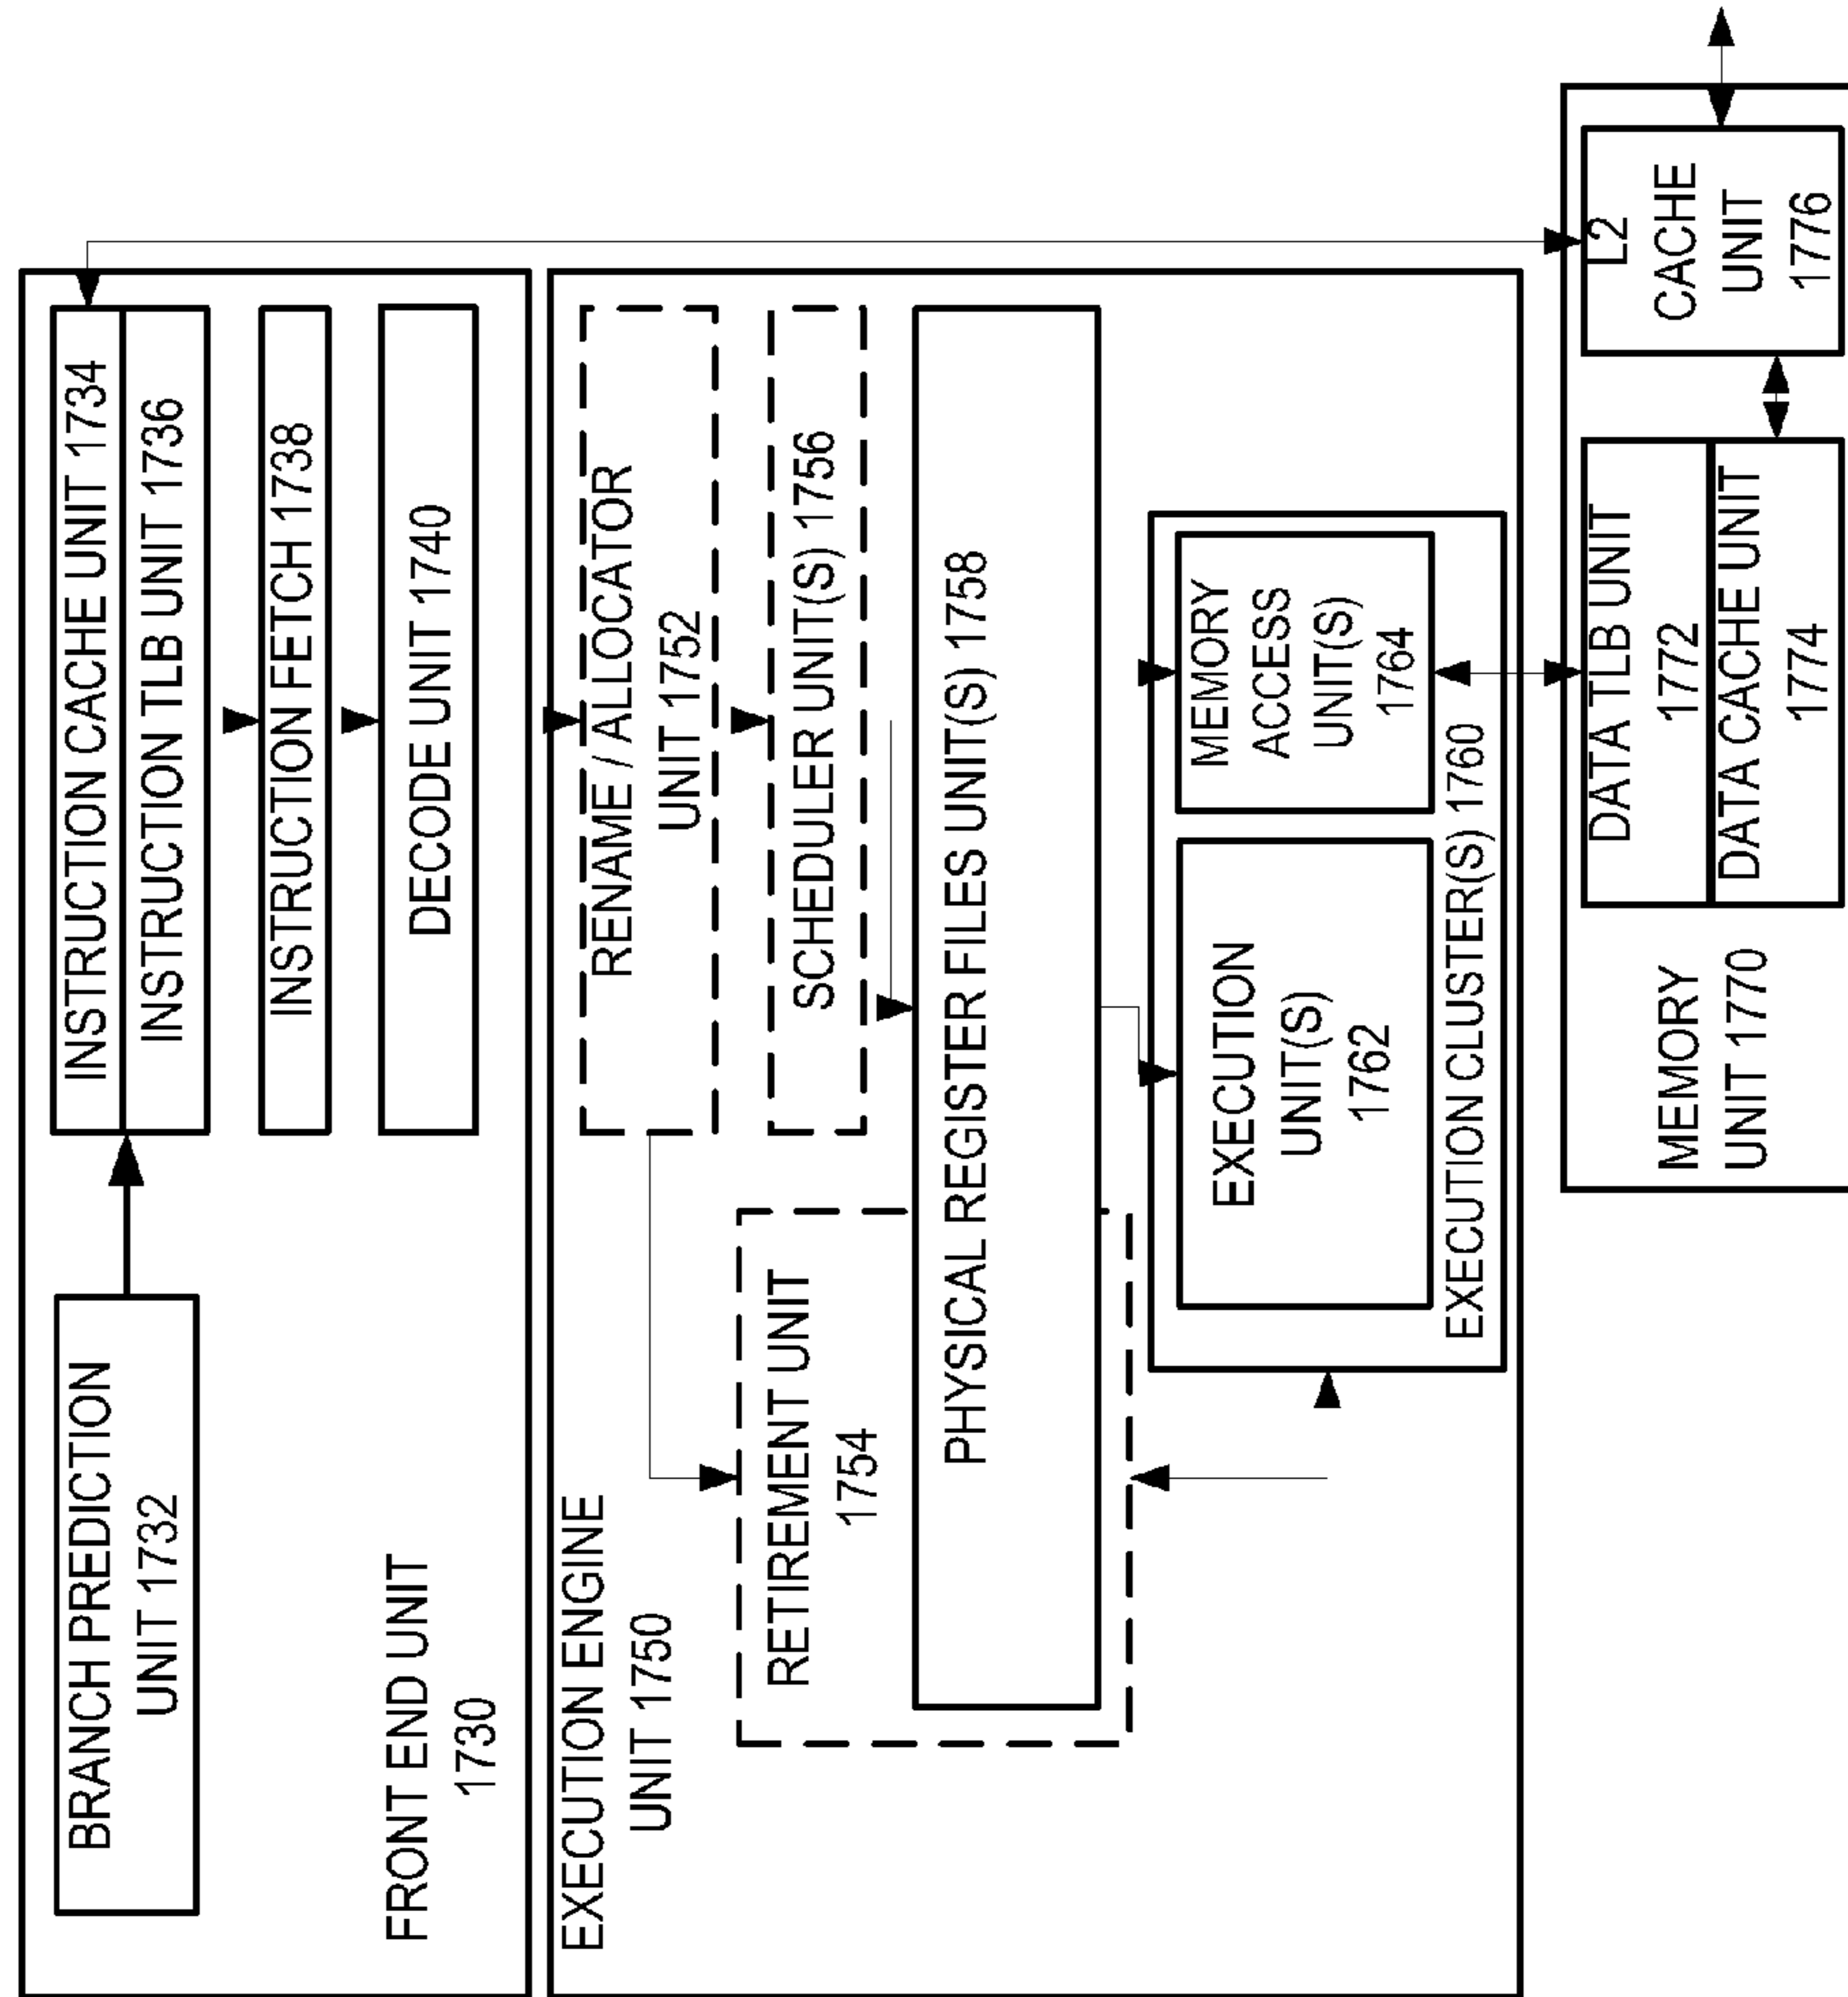 BRANCH PREDICTION
UNIT 1732
INSTRUCTION CACHE UNIT 1734
INSTRUCTION TLB UNIT 1736
INSTRUCTION FETCH 1738
DECODE UNIT 1740
FRONT END UNIT
1730
EXECUTION ENGINE
UNIT 1750
RENAME / ALLOCATOR
UNIT 1752
SCHEDULER UNIT(S) 1756
RETIREMENT UNIT
1754
PHYSICAL REGISTER FILES UNIT(S) 1758
EXECUTION
UNIT(S)
1762
MEMORY
ACCESS
UNIT(S)
1764
EXECUTION CLUSTER(S) 1760
MEMORY
UNIT 1770
DATA TLB UNIT
1772
DATA CACHE UNIT
1774
L2
CACHE
UNIT
1776